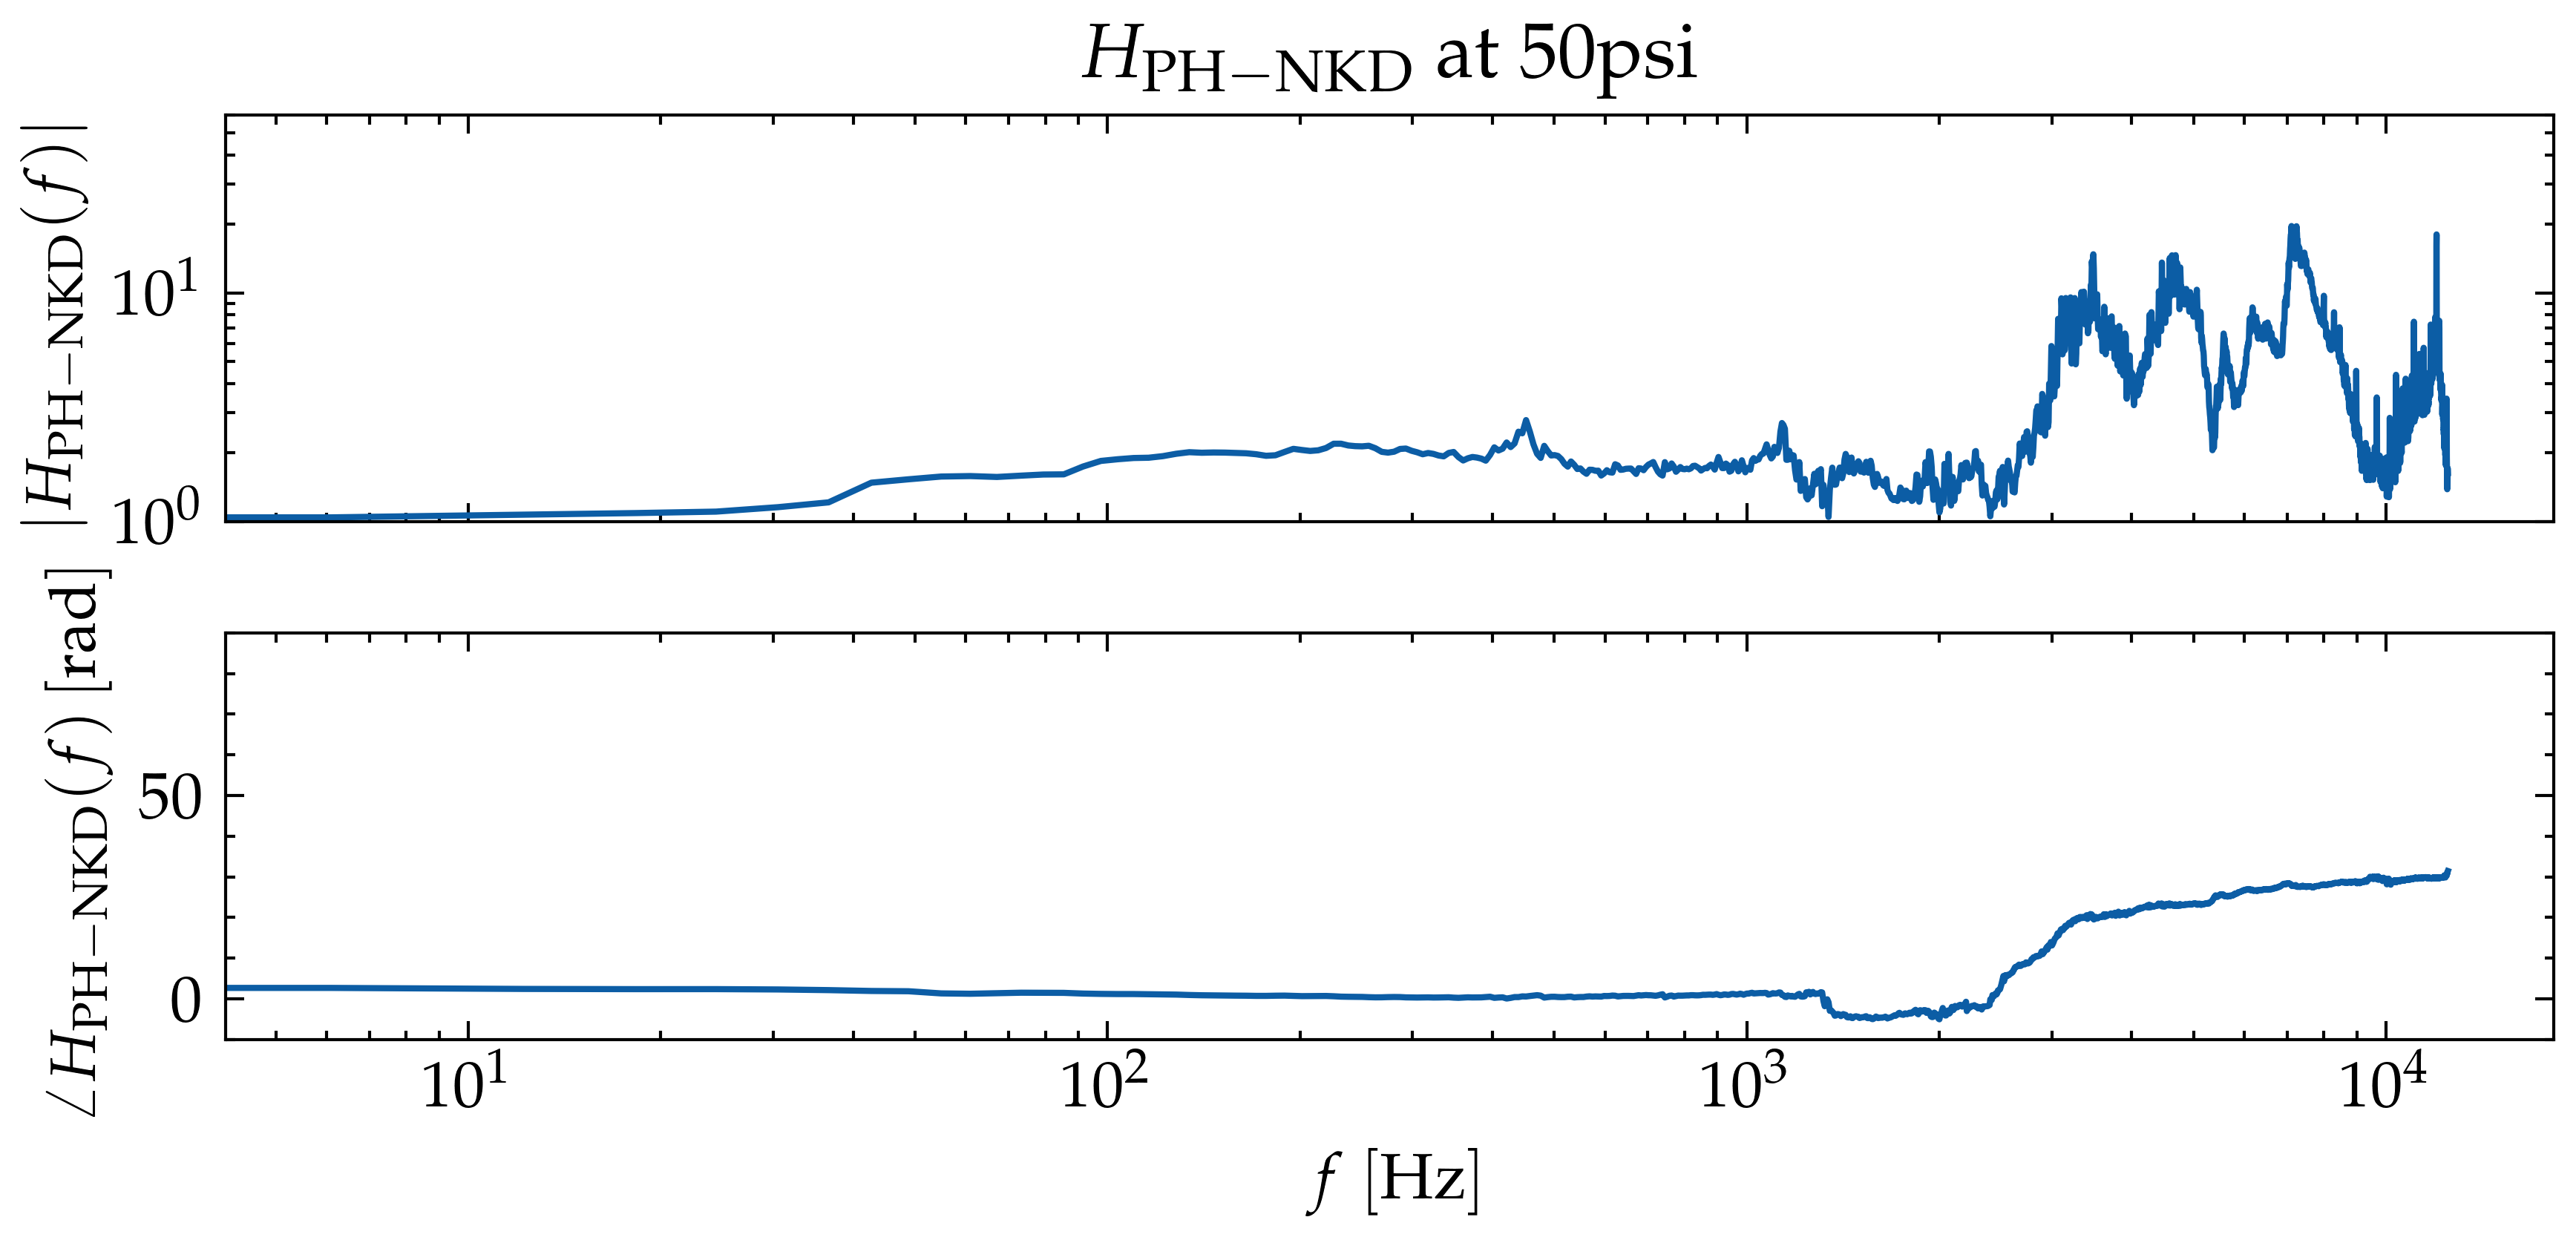 H_PH−NKD at 50psi
|H_PH−NKD(f)|
10^1
10^0
∠H_PH−NKD(f) [rad]
50
0
10^1 10^2 10^3 10^4
f [Hz]